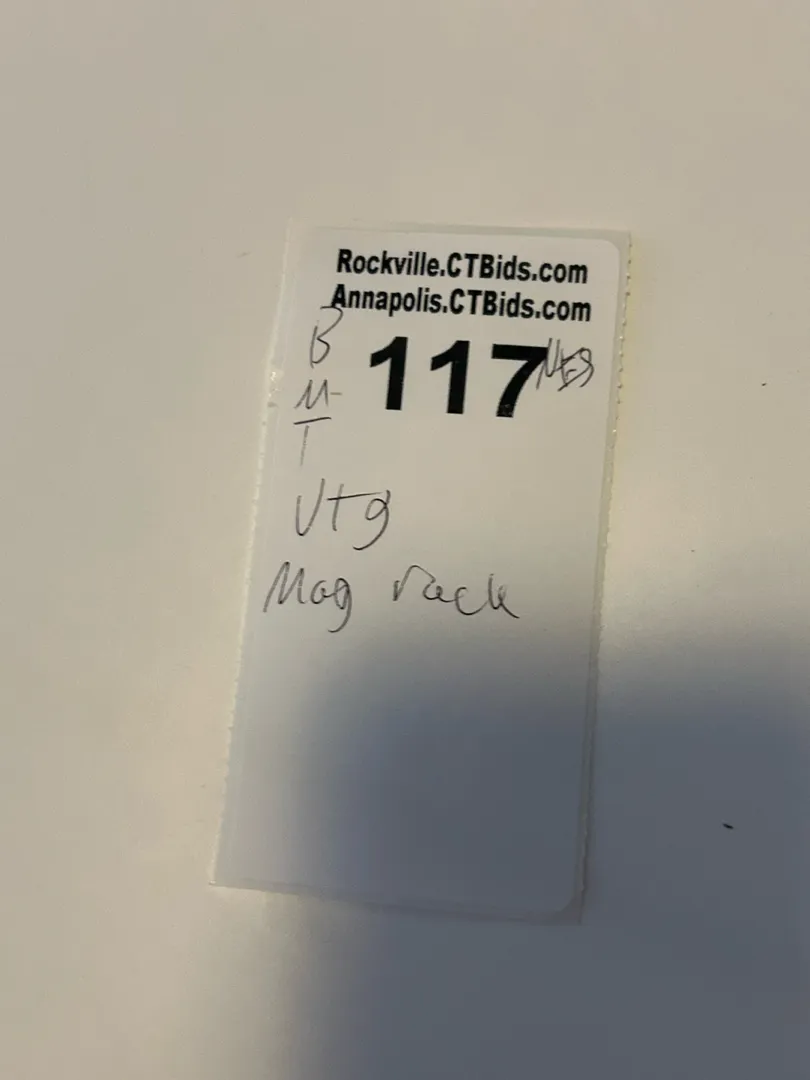 Rockville.CTBids.com
Annapolis.CTBids.com
B
117
M-
T
Vtg
Mag rack